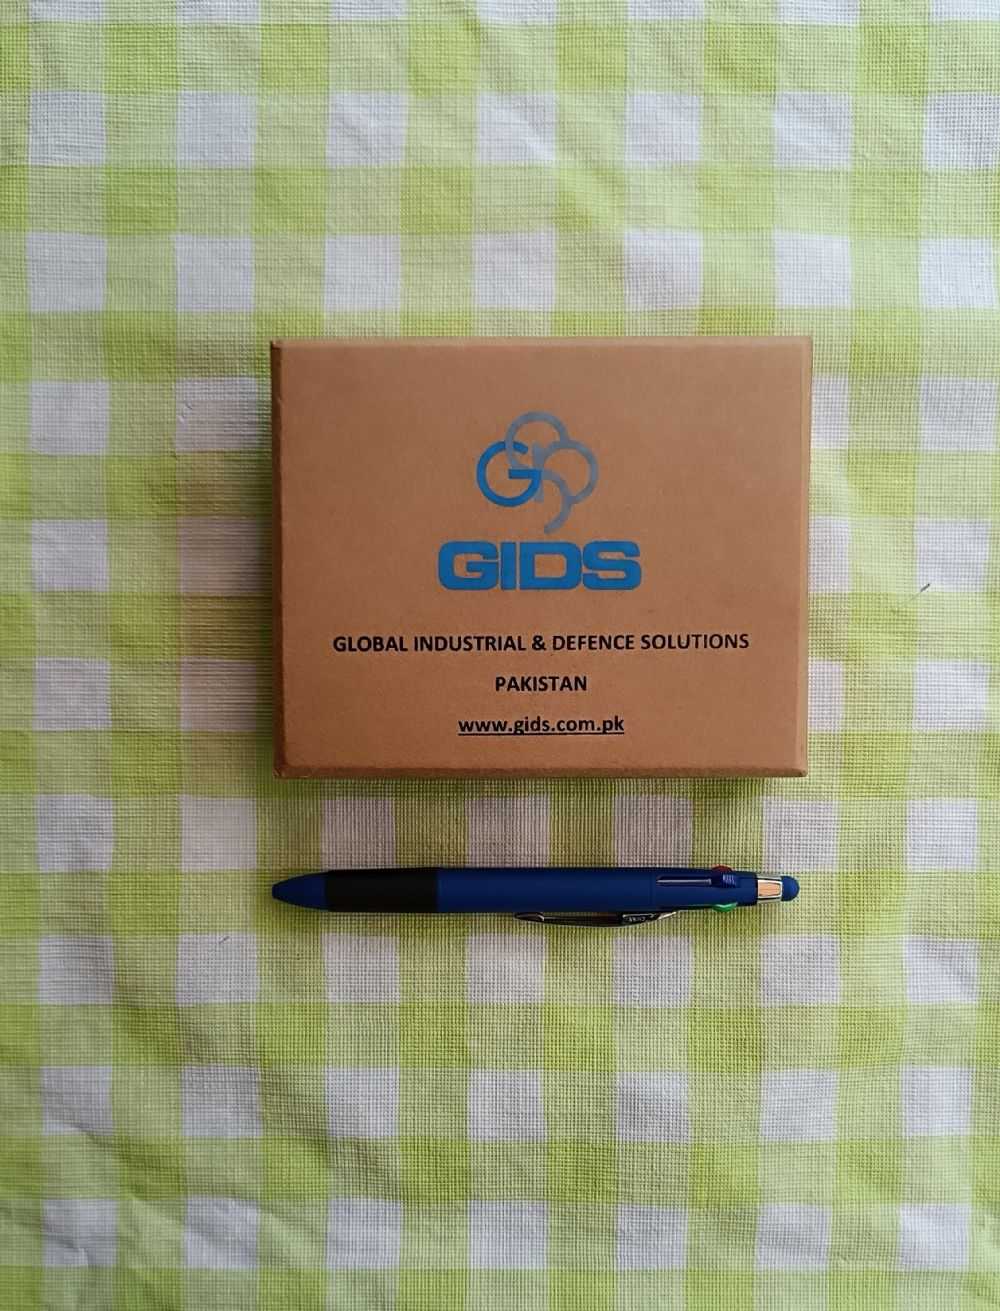 GIDS
GLOBAL INDUSTRIAL & DEFENCE SOLUTIONS
PAKISTAN
www.gids.com.pk